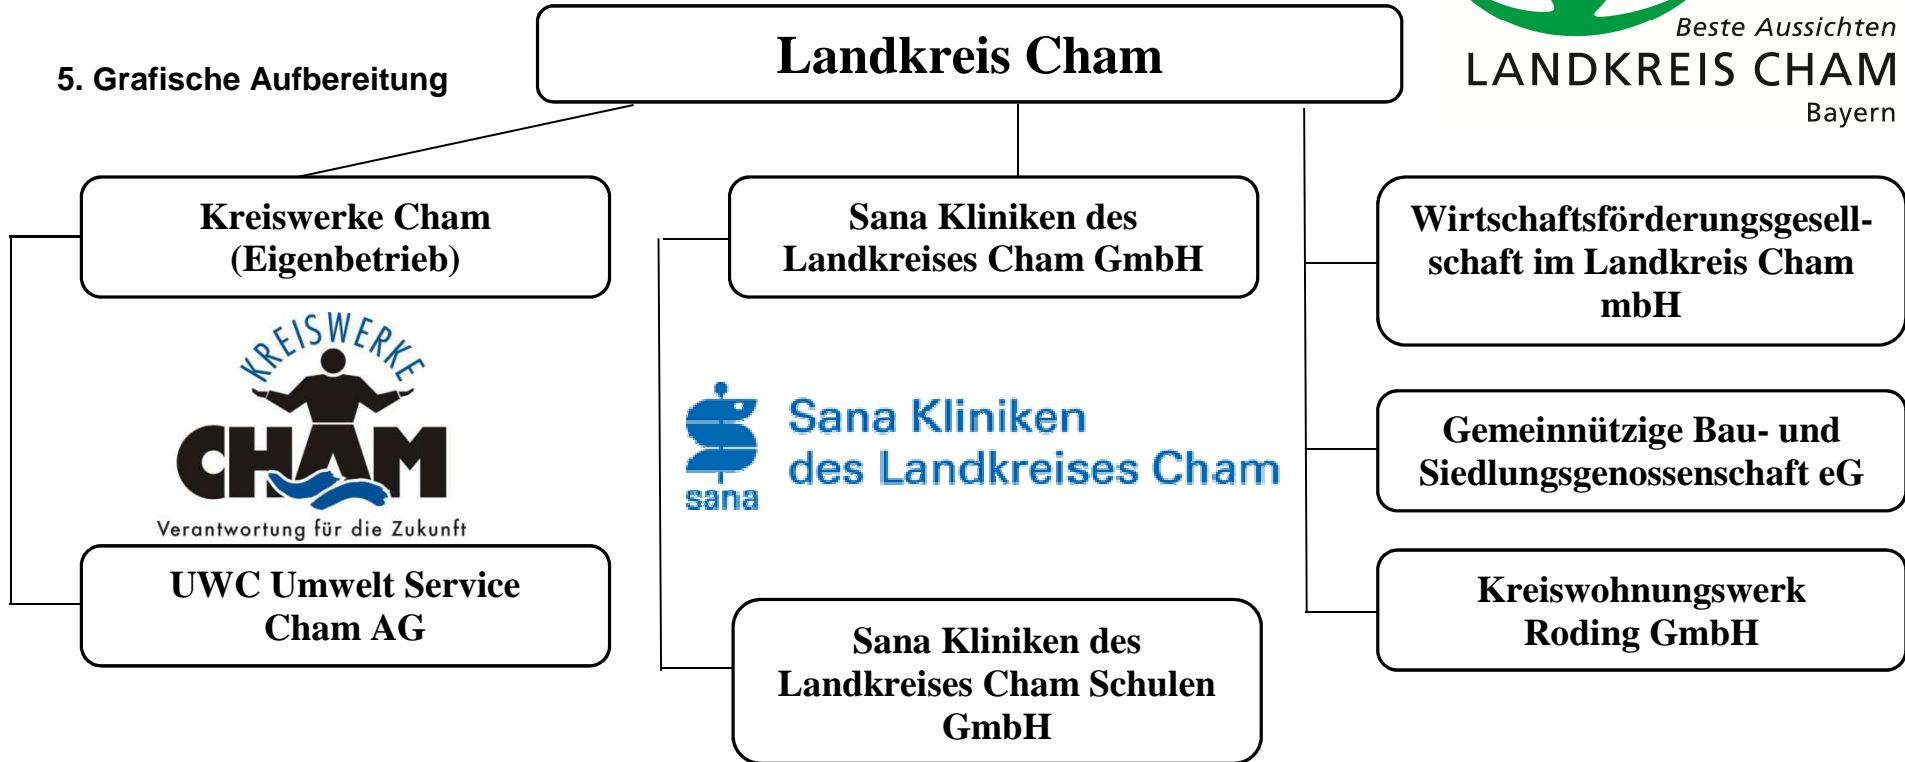 5. Grafische Aufbereitung
Landkreis Cham
Beste Aussichten
LANDKREIS CHAM
Bayern
Kreiswerke Cham
(Eigenbetrieb)
KREISWERKE
CHAM
Verantwortung für die Zukunft
UWC Umwelt Service
Cham AG
Sana Kliniken des
Landkreises Cham GmbH
sana
Sana Kliniken
des Landkreises Cham
Sana Kliniken des
Landkreises Cham Schulen
GmbH
Wirtschaftsförderungsgesell-
schaft im Landkreis Cham
mbH
Gemeinnützige Bau- und
Siedlungsgenossenschaft eG
Kreiswohnungswerk
Roding GmbH